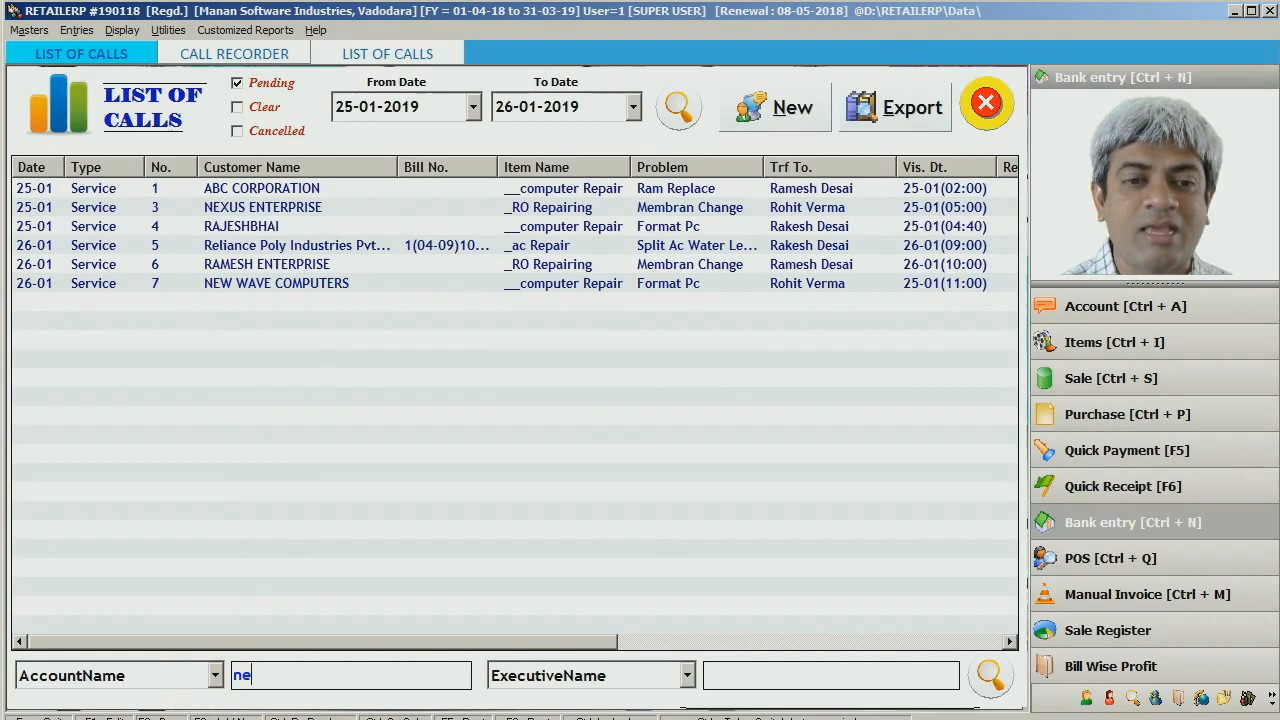 RETAILERP #190118 [Regd.] [Manan Software Industries, Vadodara] [FY = 01-04-18 to 31-03-19] User=1 [SUPER USER] [Renewal : 08-05-2018] @D:\RETAILERP\Data\
Masters Entries Display Utilities Customized Reports Help
LIST OF CALLS CALL RECORDER LIST OF CALLS
LIST OF
CALLS
Pending
Clear
Cancelled
From Date To Date
25-01-2019 26-01-2019
New Export
Date Type No. Customer Name Bill No. Item Name Problem Trf To. Vis. Dt. Re
25-01 Service 1 ABC CORPORATION __computer Repair Ram Replace Ramesh Desai 25-01(02:00)
25-01 Service 3 NEXUS ENTERPRISE _RO Repairing Membran Change Rohit Verma 25-01(05:00)
25-01 Service 4 RAJESHBHAI __computer Repair Format Pc Rakesh Desai 25-01(04:40)
26-01 Service 5 Reliance Poly Industries Pvt... 1(04-09)10... _ac Repair Split Ac Water Le... Rakesh Desai 26-01(09:00)
26-01 Service 6 RAMESH ENTERPRISE _RO Repairing Membran Change Ramesh Desai 26-01(10:00)
26-01 Service 7 NEW WAVE COMPUTERS __computer Repair Format Pc Rohit Verma 25-01(11:00)
AccountName ne ExecutiveName
Bank entry [Ctrl + N]
Account [Ctrl + A]
Items [Ctrl + I]
Sale [Ctrl + S]
Purchase [Ctrl + P]
Quick Payment [F5]
Quick Receipt [F6]
Bank entry [Ctrl + N]
POS [Ctrl + Q]
Manual Invoice [Ctrl + M]
Sale Register
Bill Wise Profit